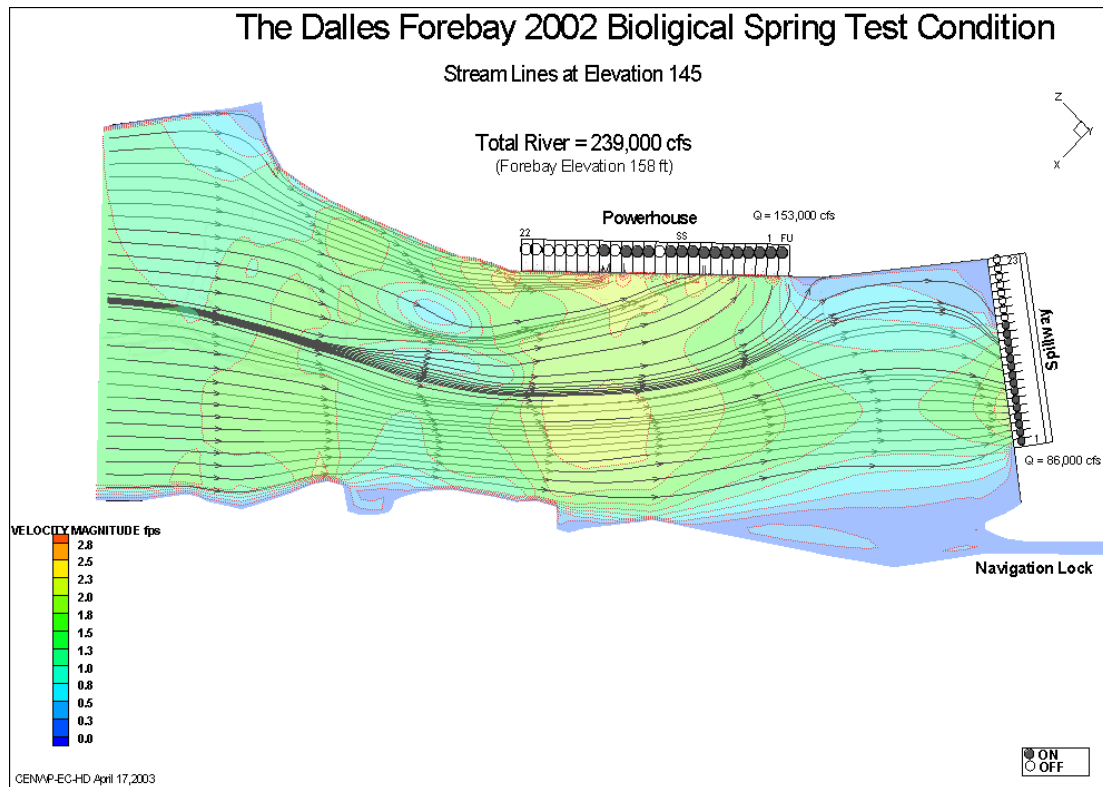 The Dalles Forebay 2002 Bioligical Spring Test Condition
Stream Lines at Elevation 145
Total River = 239,000 cfs
(Forebay Elevation 158 ft)
Z
Y
X
Powerhouse
Q = 153,000 cfs
22
SS
1 FU
23
Spillway
1
Q = 86,000 cfs
Navigation Lock
VELOCITY MAGNITUDE fps
2.8
2.5
2.3
2.0
1.8
1.5
1.3
1.0
0.8
0.5
0.3
0.0
ON
OFF
CENWP-EC-HD April 17,2003